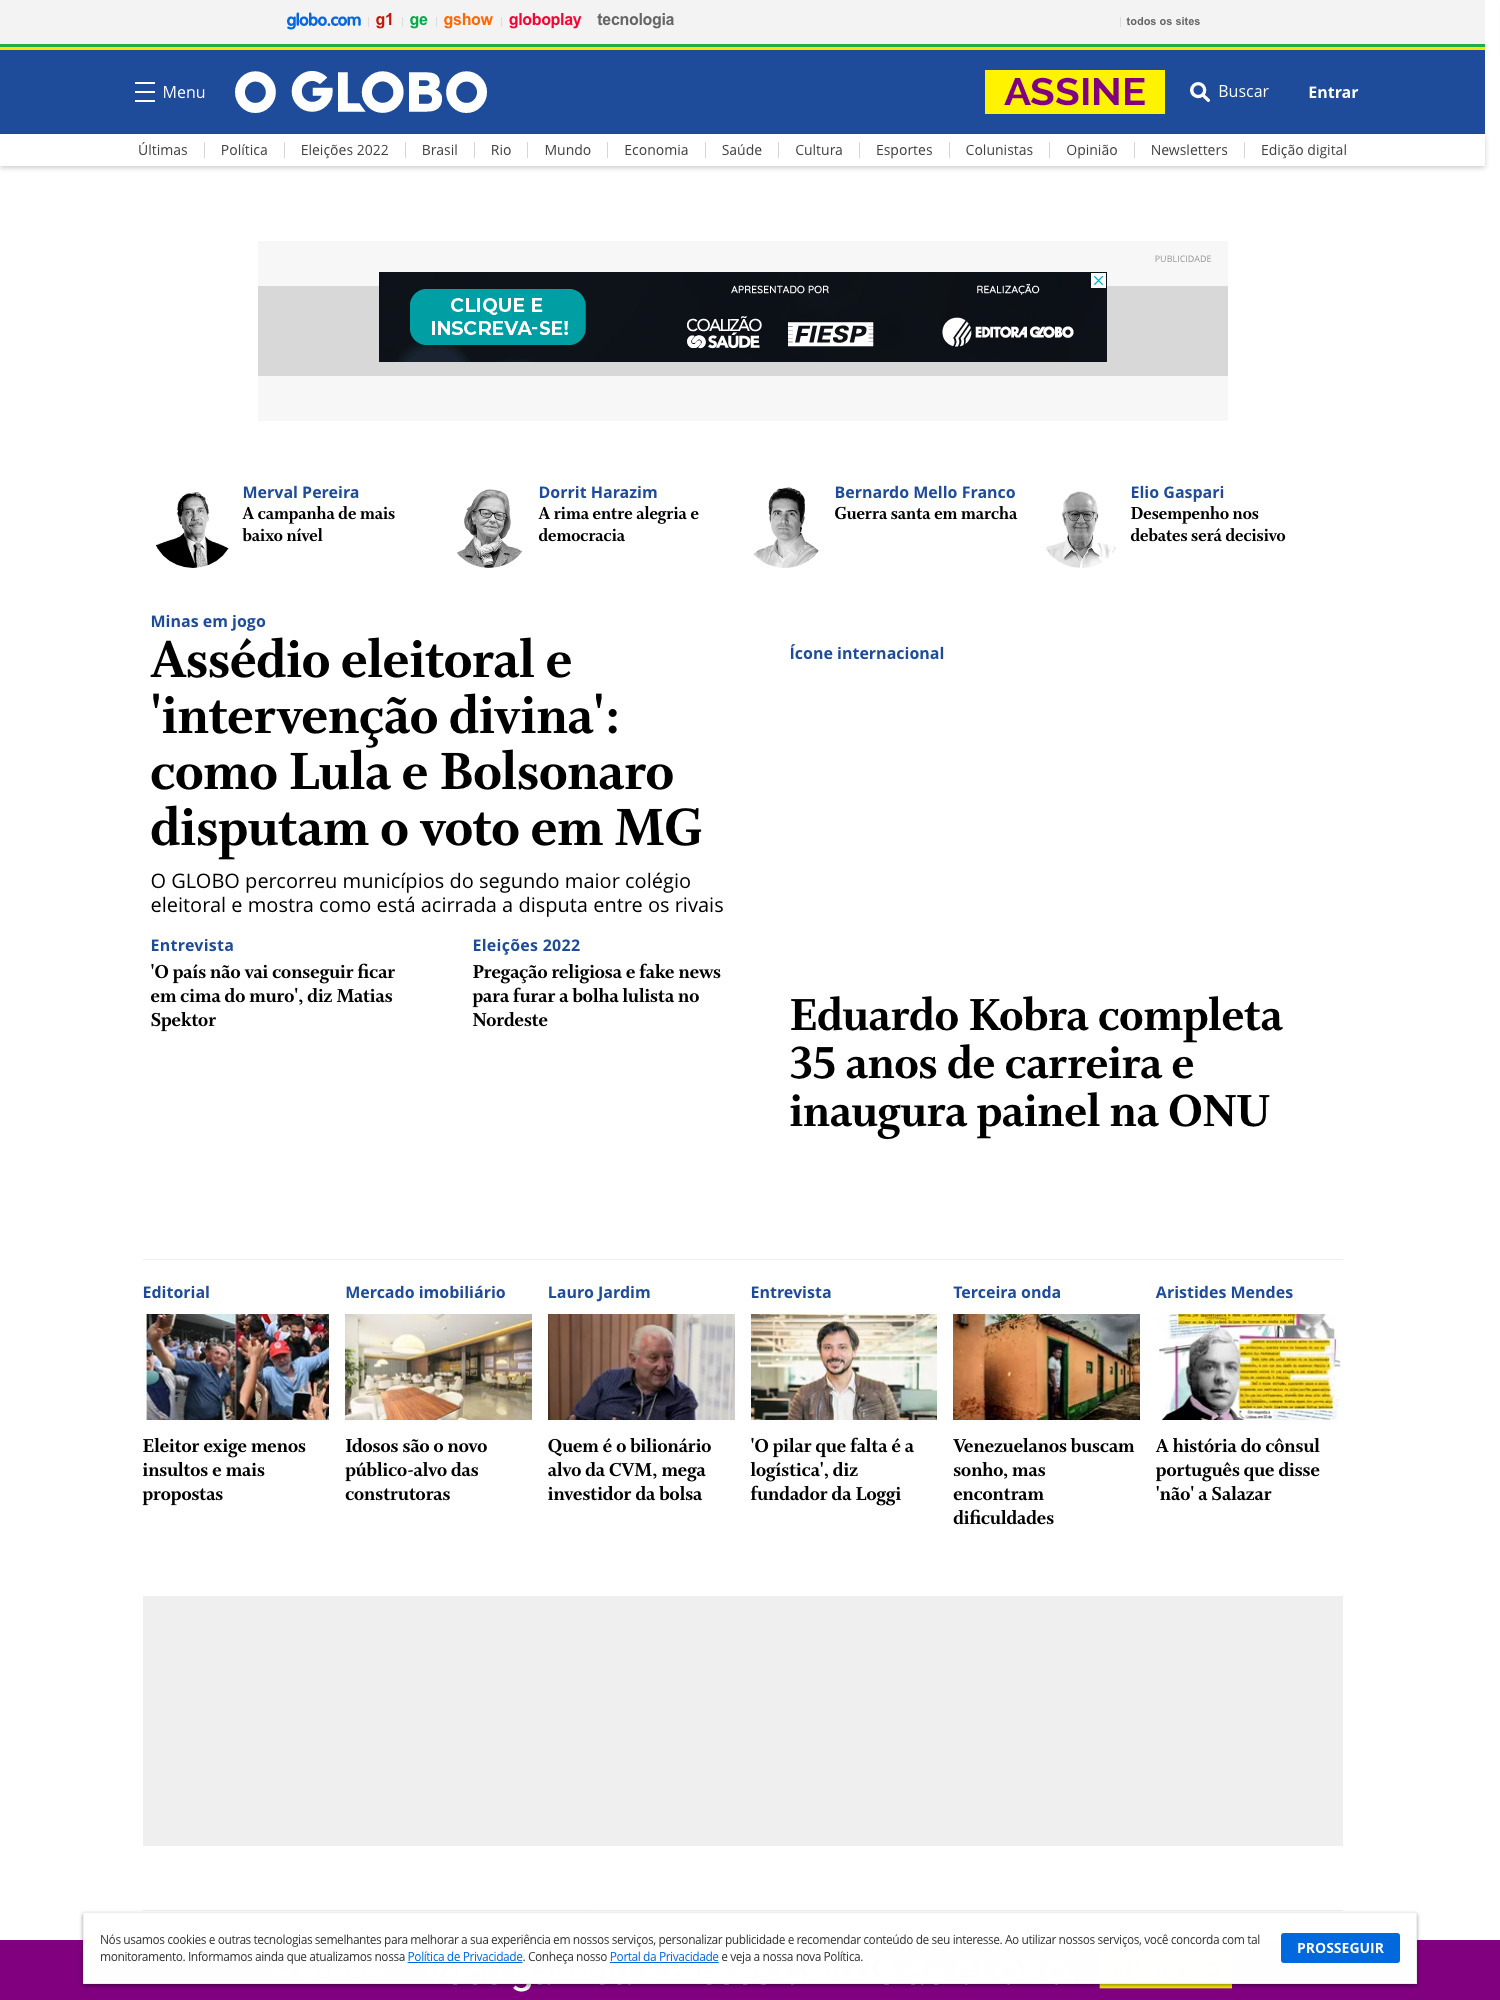 globo.com g1 ge gshow globoplay tecnologia todos os sites
Menu O GLOBO ASSINE Buscar Entrar
Últimas Política Eleições 2022 Brasil Rio Mundo Economia Saúde Cultura Esportes Colunistas Opinião Newsletters Edição digital
PUBLICIDADE
CLIQUE E
INSCREVA-SE!
APRESENTADO POR
COALIZÃO
SAÚDE
FIESP
REALIZAÇÃO
EDITORA GLOBO
Merval Pereira
A campanha de mais
baixo nível
Dorrit Harazim
A rima entre alegria e
democracia
Bernardo Mello Franco
Guerra santa em marcha
Elio Gaspari
Desempenho nos
debates será decisivo
Minas em jogo
Assédio eleitoral e
'intervenção divina':
como Lula e Bolsonaro
disputam o voto em MG
O GLOBO percorreu municípios do segundo maior colégio
eleitoral e mostra como está acirrada a disputa entre os rivais
Entrevista
'O país não vai conseguir ficar
em cima do muro', diz Matias
Spektor
Eleições 2022
Pregação religiosa e fake news
para furar a bolha lulista no
Nordeste
Ícone internacional
Eduardo Kobra completa
35 anos de carreira e
inaugura painel na ONU
Editorial
Eleitor exige menos
insultos e mais
propostas
Mercado imobiliário
Idosos são o novo
público-alvo das
construtoras
Lauro Jardim
Quem é o bilionário
alvo da CVM, mega
investidor da bolsa
Entrevista
'O pilar que falta é a
logística', diz
fundador da Loggi
Terceira onda
Venezuelanos buscam
sonho, mas
encontram
dificuldades
Aristides Mendes
A história do cônsul
português que disse
'não' a Salazar
Nós usamos cookies e outras tecnologias semelhantes para melhorar a sua experiência em nossos serviços, personalizar publicidade e recomendar conteúdo de seu interesse. Ao utilizar nossos serviços, você concorda com tal
monitoramento. Informamos ainda que atualizamos nossa Política de Privacidade. Conheça nosso Portal da Privacidade e veja a nossa nova Política.
PROSSEGUIR